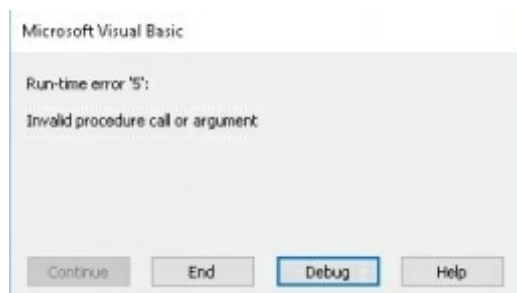 Microsoft Visual Basic
Run-time error '5':
Invalid procedure call or argument
Continue End Debug Help